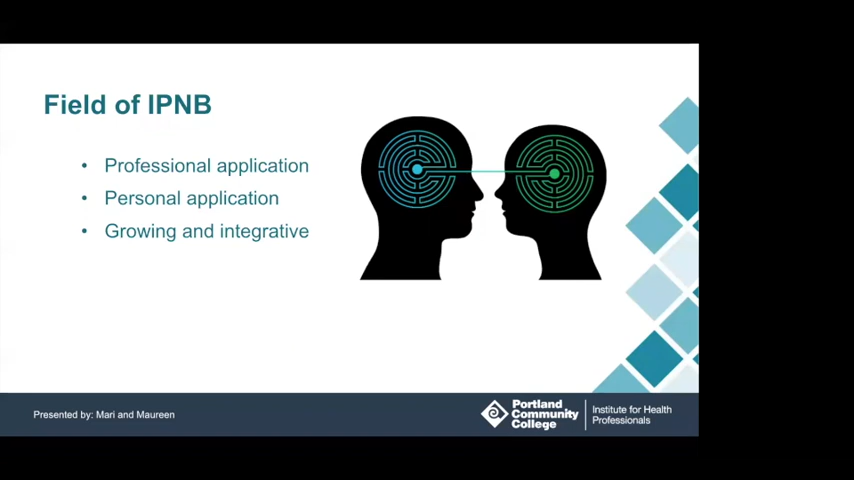 Field of IPNB
• Professional application
• Personal application
• Growing and integrative
Presented by: Mari and Maureen
Portland
Community
College
Institute for Health
Professionals